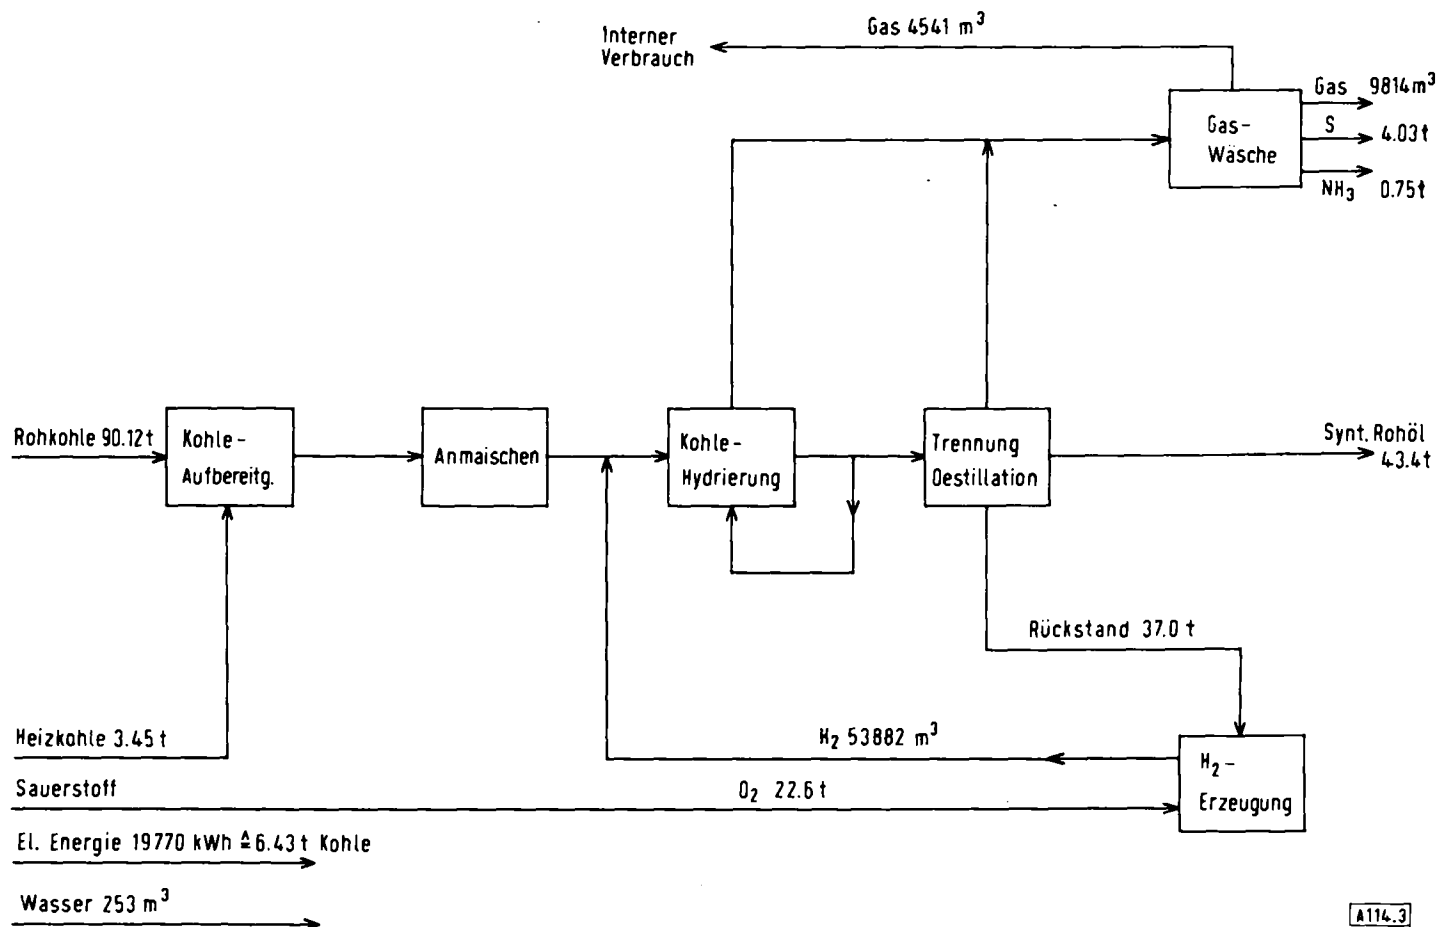 Gas 4541 m³
Interner
Verbrauch
Gas 9814 m³
S
4.03 t
NH₃ 0.75 t
Gas-
Wäsche
Rohkohle 90.12 t
Kohle-
Aufbereitg.
Anmaischen
Kohle-
Hydrierung
Trennung
Destillation
Synt. Rohöl
43.4 t
Rückstand 37.0 t
Heizkohle 3.45 t
H₂ 53882 m³
H₂-
Erzeugung
Sauerstoff
O₂ 22.6 t
El. Energie 19770 kWh ≙ 6.43 t Kohle
Wasser 253 m³
A114.3